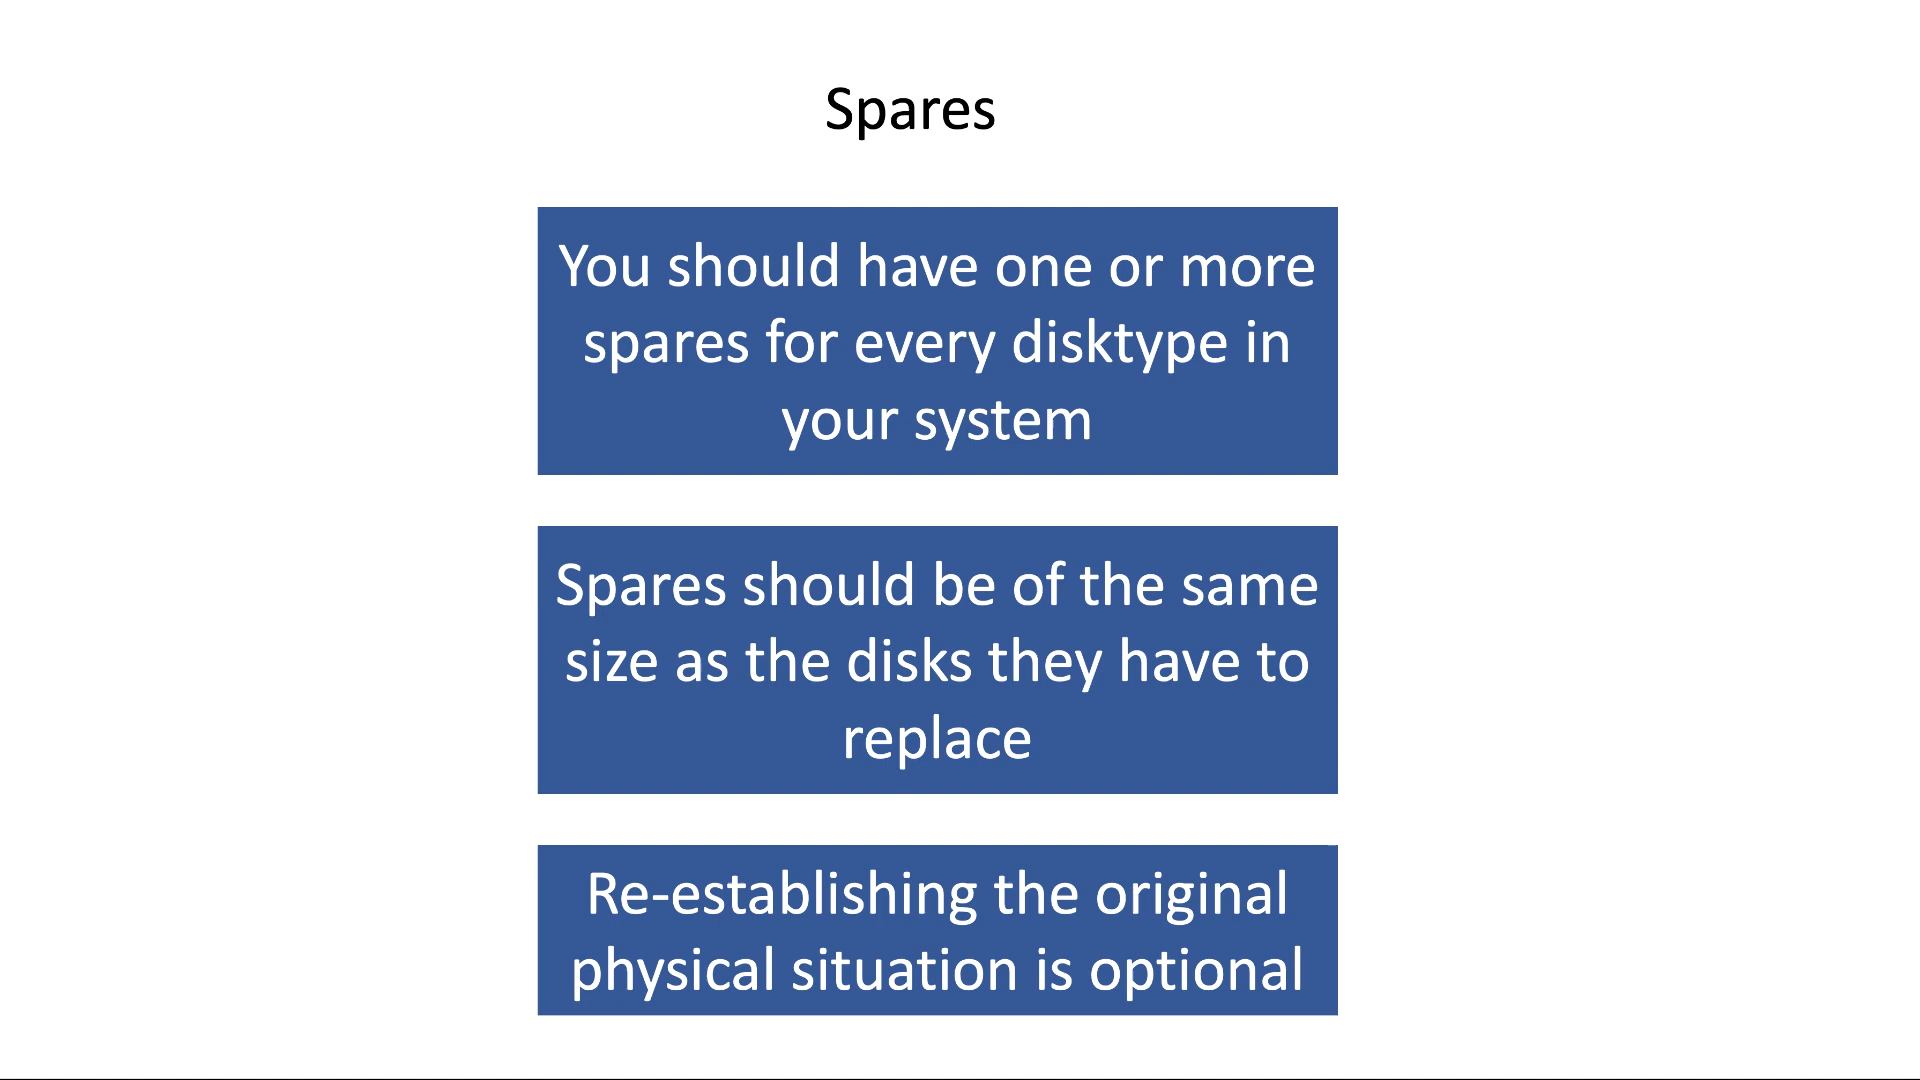 Spares
You should have one or more
spares for every disktype in
your system
Spares should be of the same
size as the disks they have to
replace
Re-establishing the original
physical situation is optional